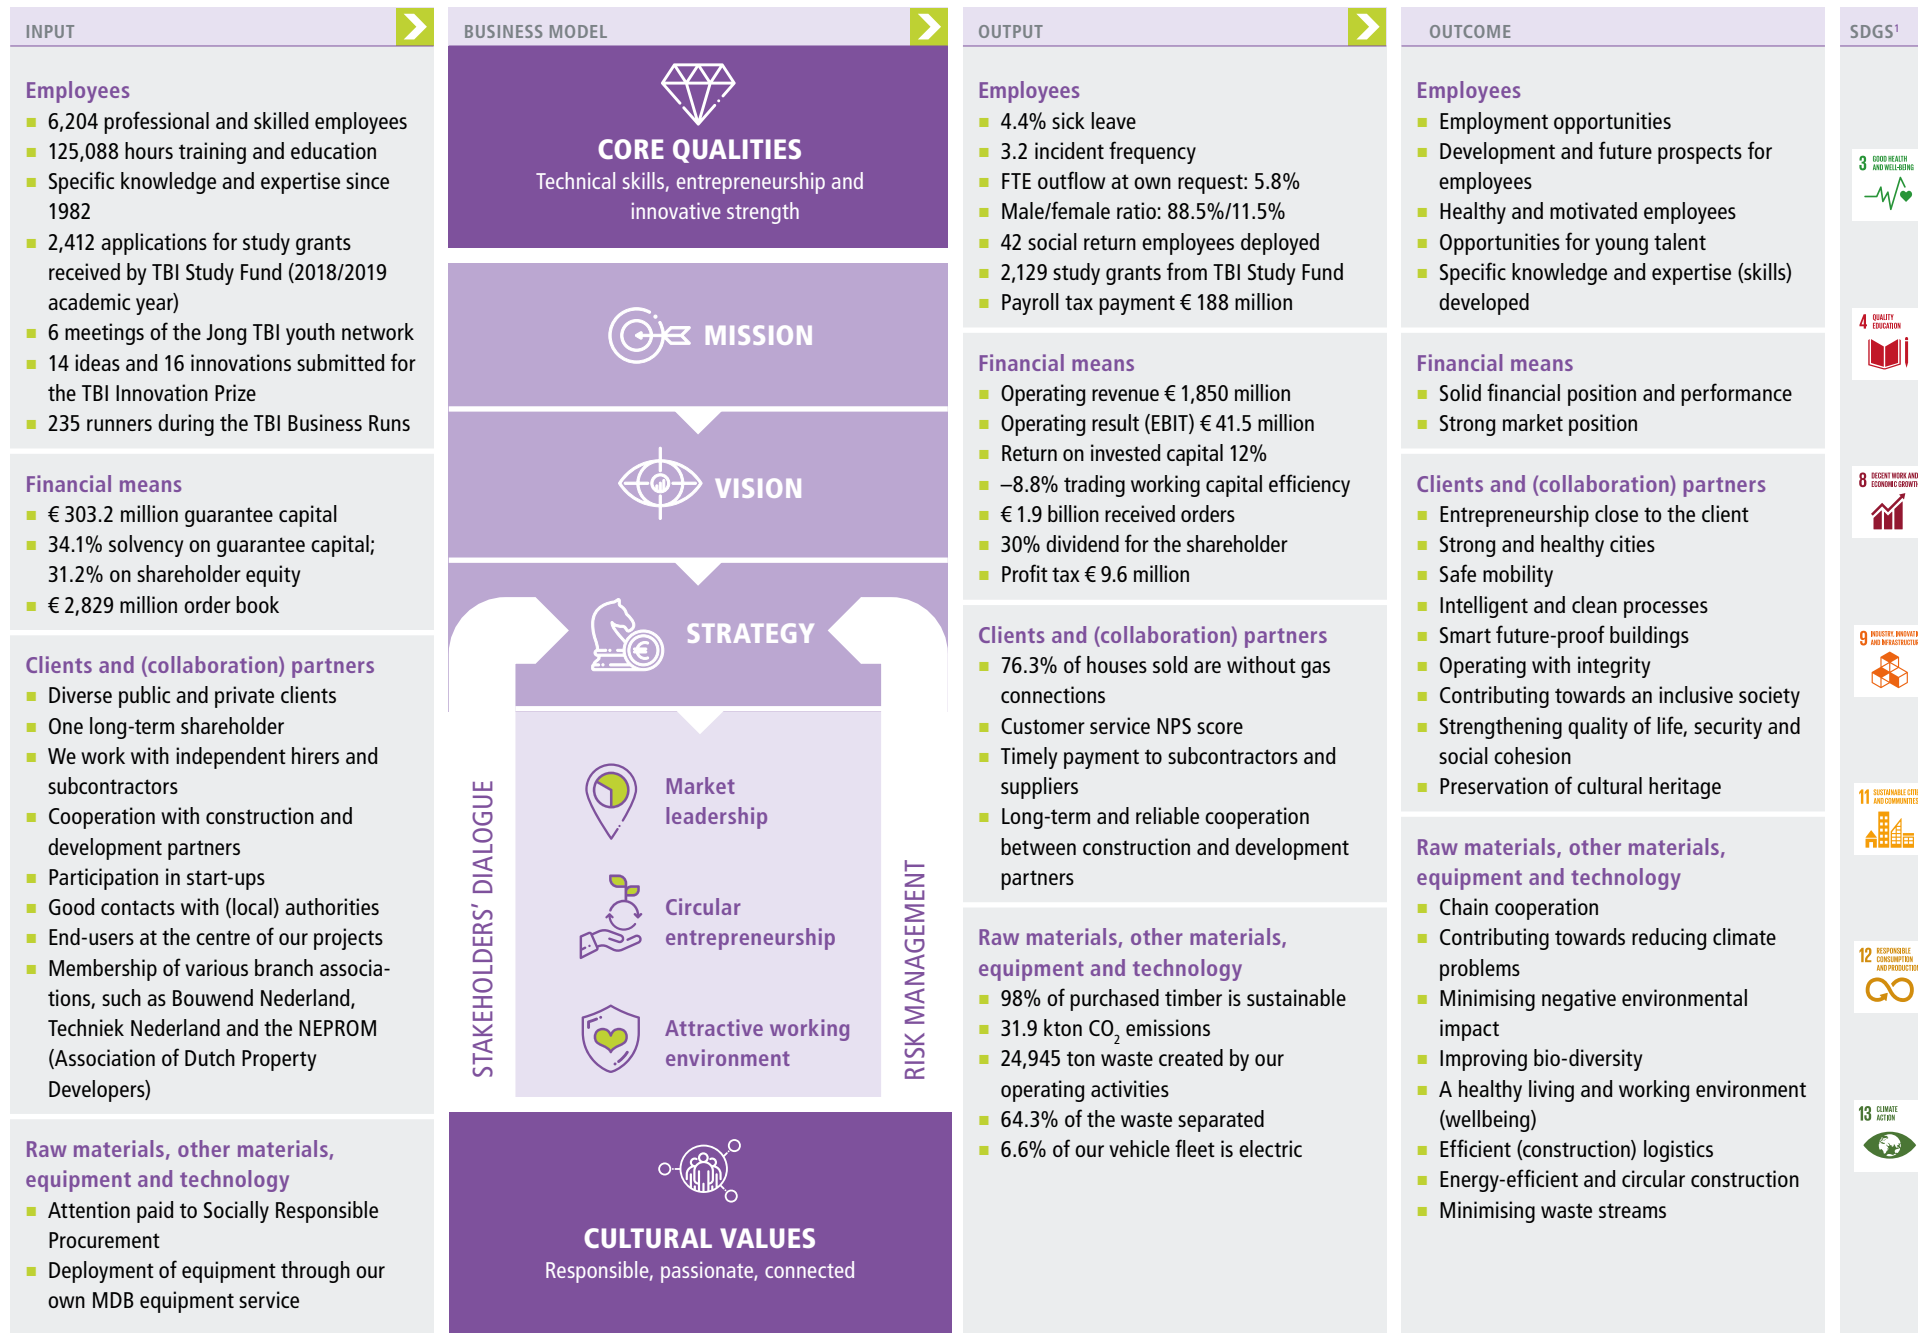 INPUT
Employees
■ 6,204 professional and skilled employees
■ 125,088 hours training and education
■ Specific knowledge and expertise since
1982
■ 2,412 applications for study grants
received by TBI Study Fund (2018/2019
academic year)
■ 6 meetings of the Jong TBI youth network
■ 14 ideas and 16 innovations submitted for
the TBI Innovation Prize
■ 235 runners during the TBI Business Runs
Financial means
■ € 303.2 million guarantee capital
■ 34.1% solvency on guarantee capital;
31.2% on shareholder equity
■ € 2,829 million order book
Clients and (collaboration) partners
■ Diverse public and private clients
■ One long-term shareholder
■ We work with independent hirers and
subcontractors
■ Cooperation with construction and
development partners
■ Participation in start-ups
■ Good contacts with (local) authorities
■ End-users at the centre of our projects
■ Membership of various branch associa-
tions, such as Bouwend Nederland,
Techniek Nederland and the NEPROM
(Association of Dutch Property
Developers)
Raw materials, other materials,
equipment and technology
■ Attention paid to Socially Responsible
Procurement
■ Deployment of equipment through our
own MDB equipment service
BUSINESS MODEL
CORE QUALITIES
Technical skills, entrepreneurship and
innovative strength
MISSION
VISION
STRATEGY
STAKEHOLDERS' DIALOGUE
Market
leadership
Circular
entrepreneurship
Attractive working
environment
RISK MANAGEMENT
CULTURAL VALUES
Responsible, passionate, connected
OUTPUT
Employees
■ 4.4% sick leave
■ 3.2 incident frequency
■ FTE outflow at own request: 5.8%
■ Male/female ratio: 88.5%/11.5%
■ 42 social return employees deployed
■ 2,129 study grants from TBI Study Fund
■ Payroll tax payment € 188 million
Financial means
■ Operating revenue € 1,850 million
■ Operating result (EBIT) € 41.5 million
■ Return on invested capital 12%
■ –8.8% trading working capital efficiency
■ € 1.9 billion received orders
■ 30% dividend for the shareholder
■ Profit tax € 9.6 million
Clients and (collaboration) partners
■ 76.3% of houses sold are without gas
connections
■ Customer service NPS score
■ Timely payment to subcontractors and
suppliers
■ Long-term and reliable cooperation
between construction and development
partners
Raw materials, other materials,
equipment and technology
■ 98% of purchased timber is sustainable
■ 31.9 kton CO₂ emissions
■ 24,945 ton waste created by our
operating activities
■ 64.3% of the waste separated
■ 6.6% of our vehicle fleet is electric
OUTCOME
Employees
■ Employment opportunities
■ Development and future prospects for
employees
■ Healthy and motivated employees
■ Opportunities for young talent
■ Specific knowledge and expertise (skills)
developed
Financial means
■ Solid financial position and performance
■ Strong market position
Clients and (collaboration) partners
■ Entrepreneurship close to the client
■ Strong and healthy cities
■ Safe mobility
■ Intelligent and clean processes
■ Smart future-proof buildings
■ Operating with integrity
■ Contributing towards an inclusive society
■ Strengthening quality of life, security and
social cohesion
■ Preservation of cultural heritage
Raw materials, other materials,
equipment and technology
■ Chain cooperation
■ Contributing towards reducing climate
problems
■ Minimising negative environmental
impact
■ Improving bio-diversity
■ A healthy living and working environment
(wellbeing)
■ Efficient (construction) logistics
■ Energy-efficient and circular construction
■ Minimising waste streams
SDGS¹
3 GOOD HEALTH
AND WELL-BEING
4 QUALITY
EDUCATION
8 DECENT WORK AND
ECONOMIC
9 INDUSTRY,
AND
11 SUSTAINABLE
AND COMMUNITIES
12 RESPONSIBLE
CONSUMPTION
AND
13 CLIMATE
ACTION